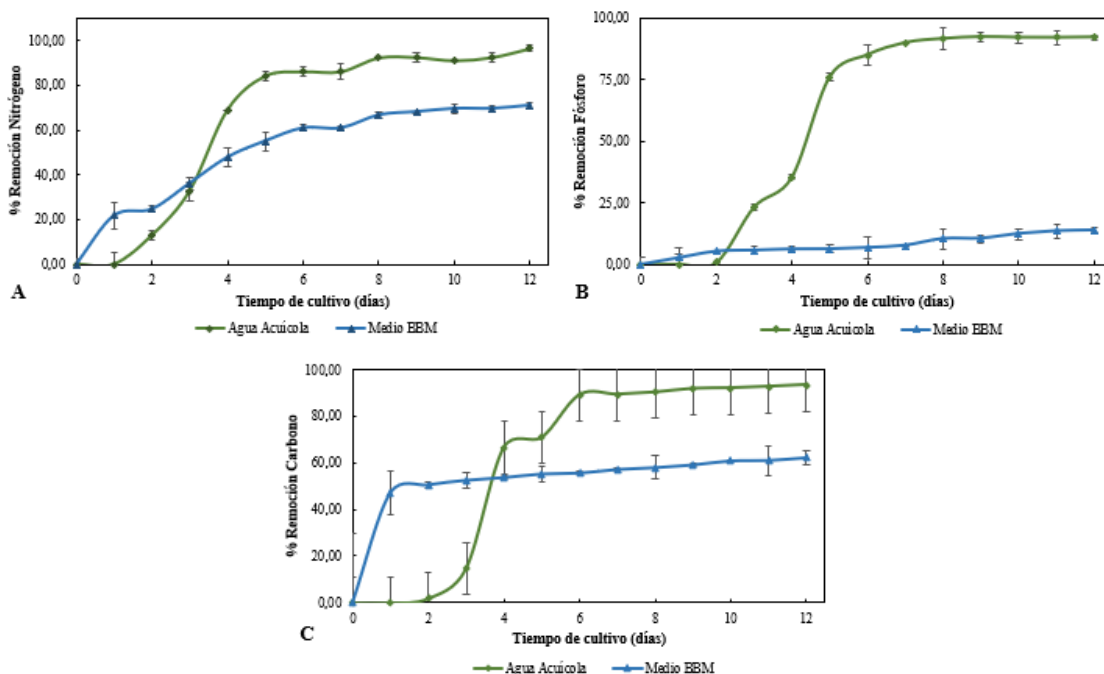 % Remoción Nitrógeno
100,00
80,00
60,00
40,00
20,00
0,00
0 2 4 6 8 10 12
Tiempo de cultivo (días)
A
Agua Acuícola Medio BBM
% Remoción Fósforo
100,00
75,00
50,00
25,00
0,00
0 2 4 6 8 10 12
Tiempo de cultivo (días)
B
Agua Acuícola Medio BBM
% Remoción Carbono
100,00
80,00
60,00
40,00
20,00
0,00
0 2 4 6 8 10 12
Tiempo de cultivo (días)
C
Agua Acuícola Medio BBM